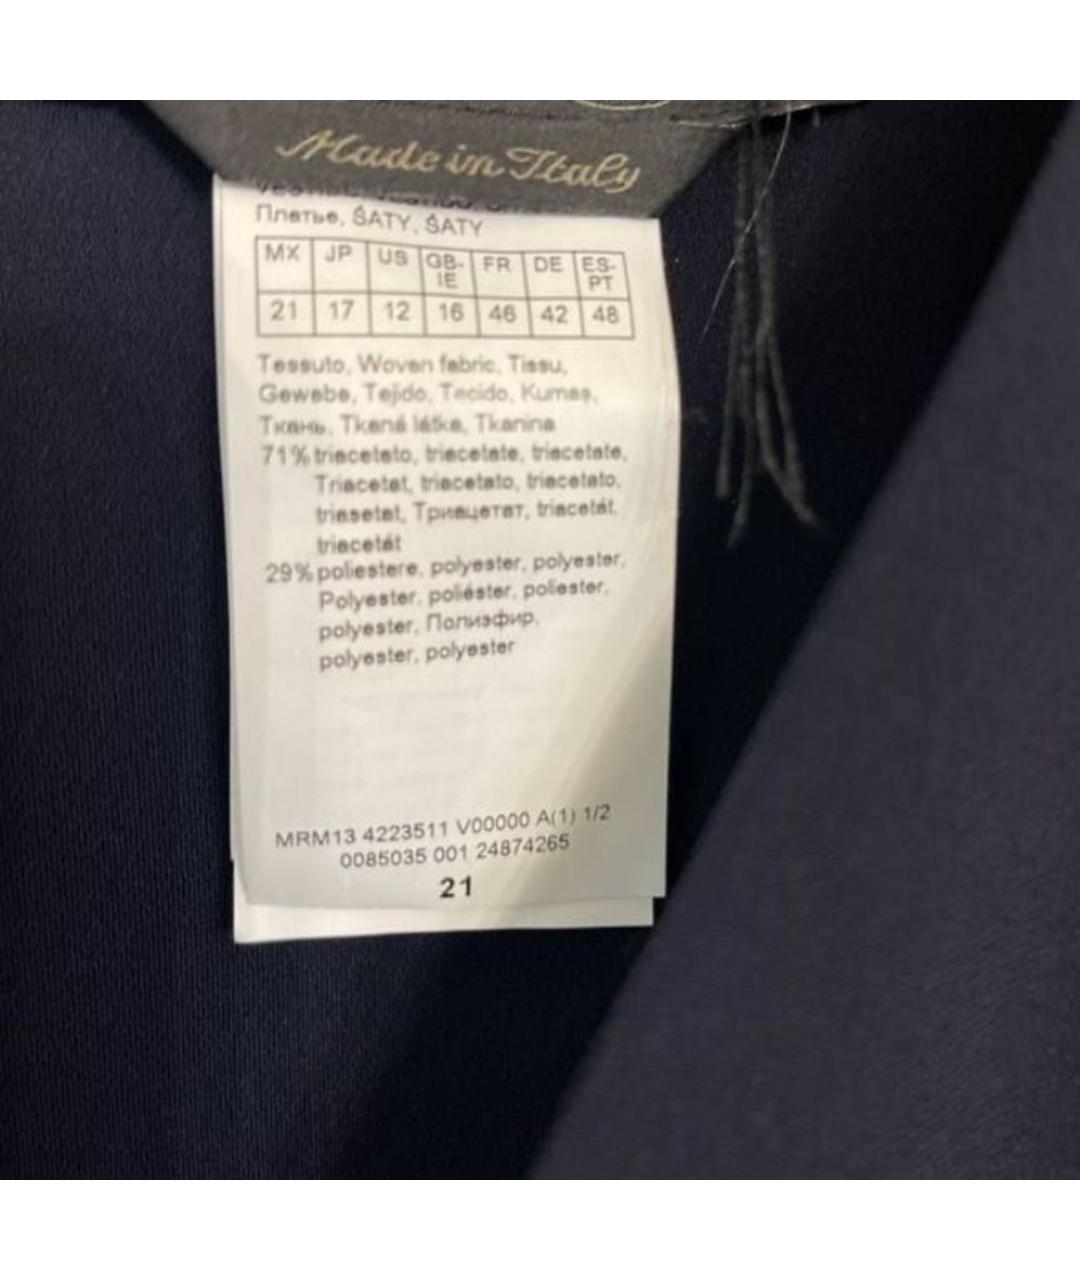 Made in Italy
Платье, ŠATY, ŠATY
MX JP US GB-IE FR DE ES-PT
21 17 12 16 46 42 48
Tessuto, Woven fabric, Tissu,
Gewebe, Tejido, Tecido, Kumaş,
Ткань, Tkaná látka, Tkanina
71% triacetato, triacetate, triacetate,
Triacetat, triacetato, triacetato,
triasetat, Триацетат, triacetát,
triacetát
29% poliestere, polyester, polyester,
Polyester, poliéster, poliester,
polyester, Полиэфир,
polyester, polyester
MRM13 4223511 V00000 A(1) 1/2
0085035 001 24874265
21